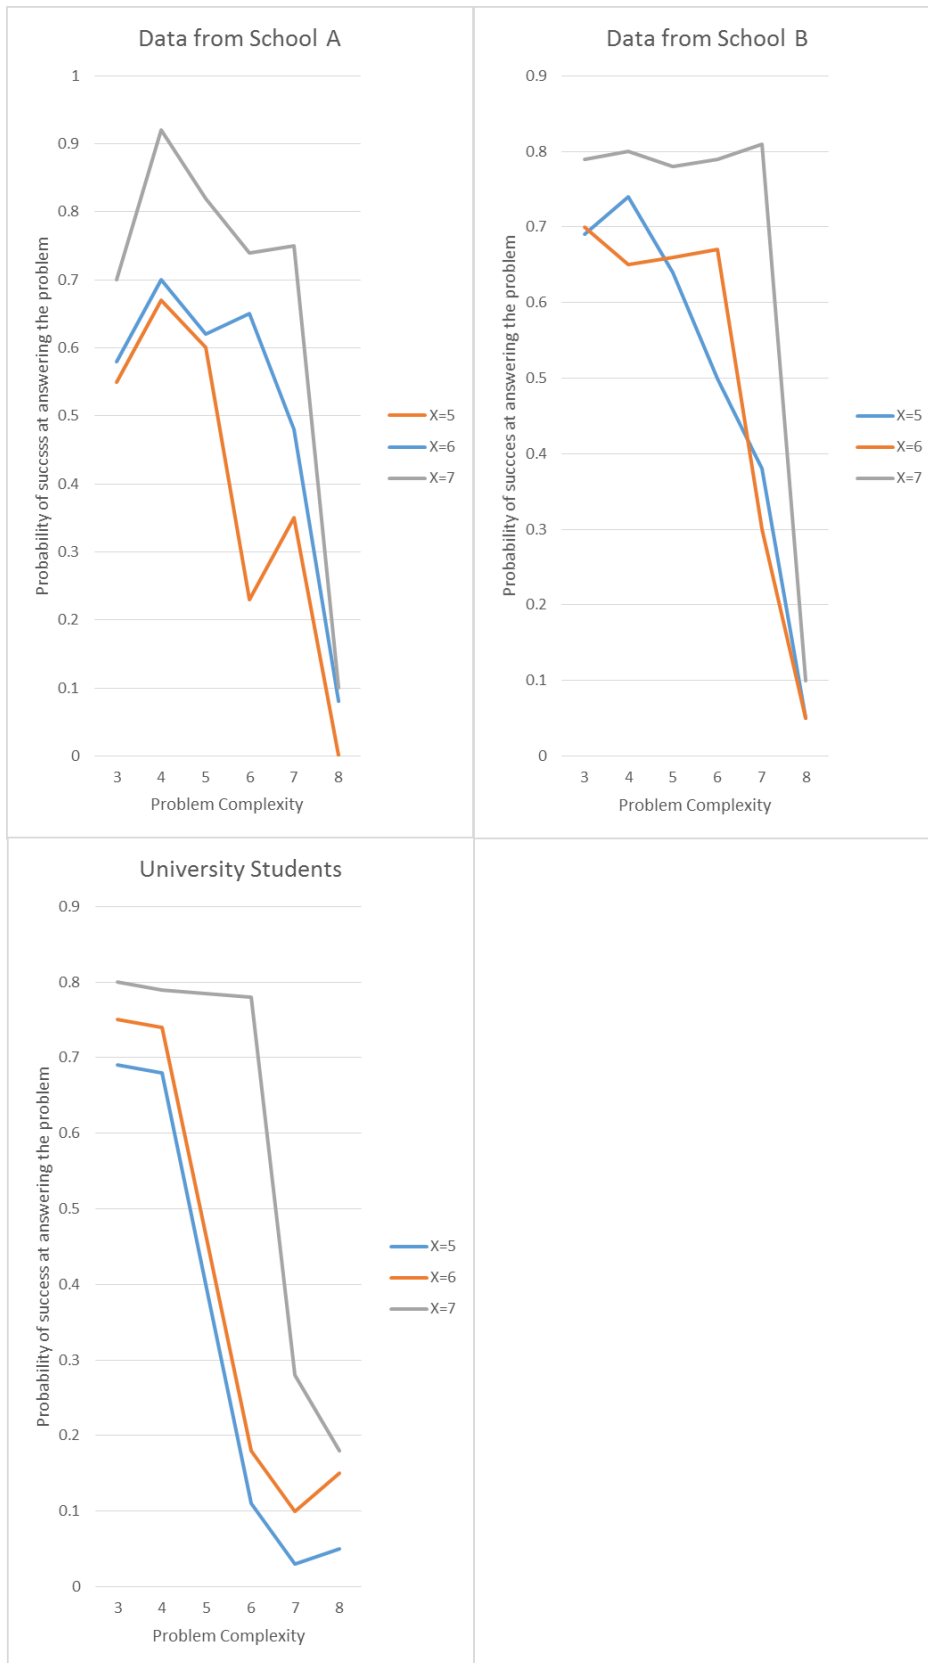 Data from School A
1
0.9
0.8
0.7
0.6
0.5
0.4
0.3
0.2
0.1
0
3 4 5 6 7 8
Problem Complexity
Probability of succsss at answering the problem
X=5
X=6
X=7
Data from School B
0.9
0.8
0.7
0.6
0.5
0.4
0.3
0.2
0.1
0
3 4 5 6 7 8
Problem Complexity
Probability of succces at answering the problem
X=5
X=6
X=7
University Students
0.9
0.8
0.7
0.6
0.5
0.4
0.3
0.2
0.1
0
3 4 5 6 7 8
Problem Complexity
Probability of success at answering the problem
X=5
X=6
X=7